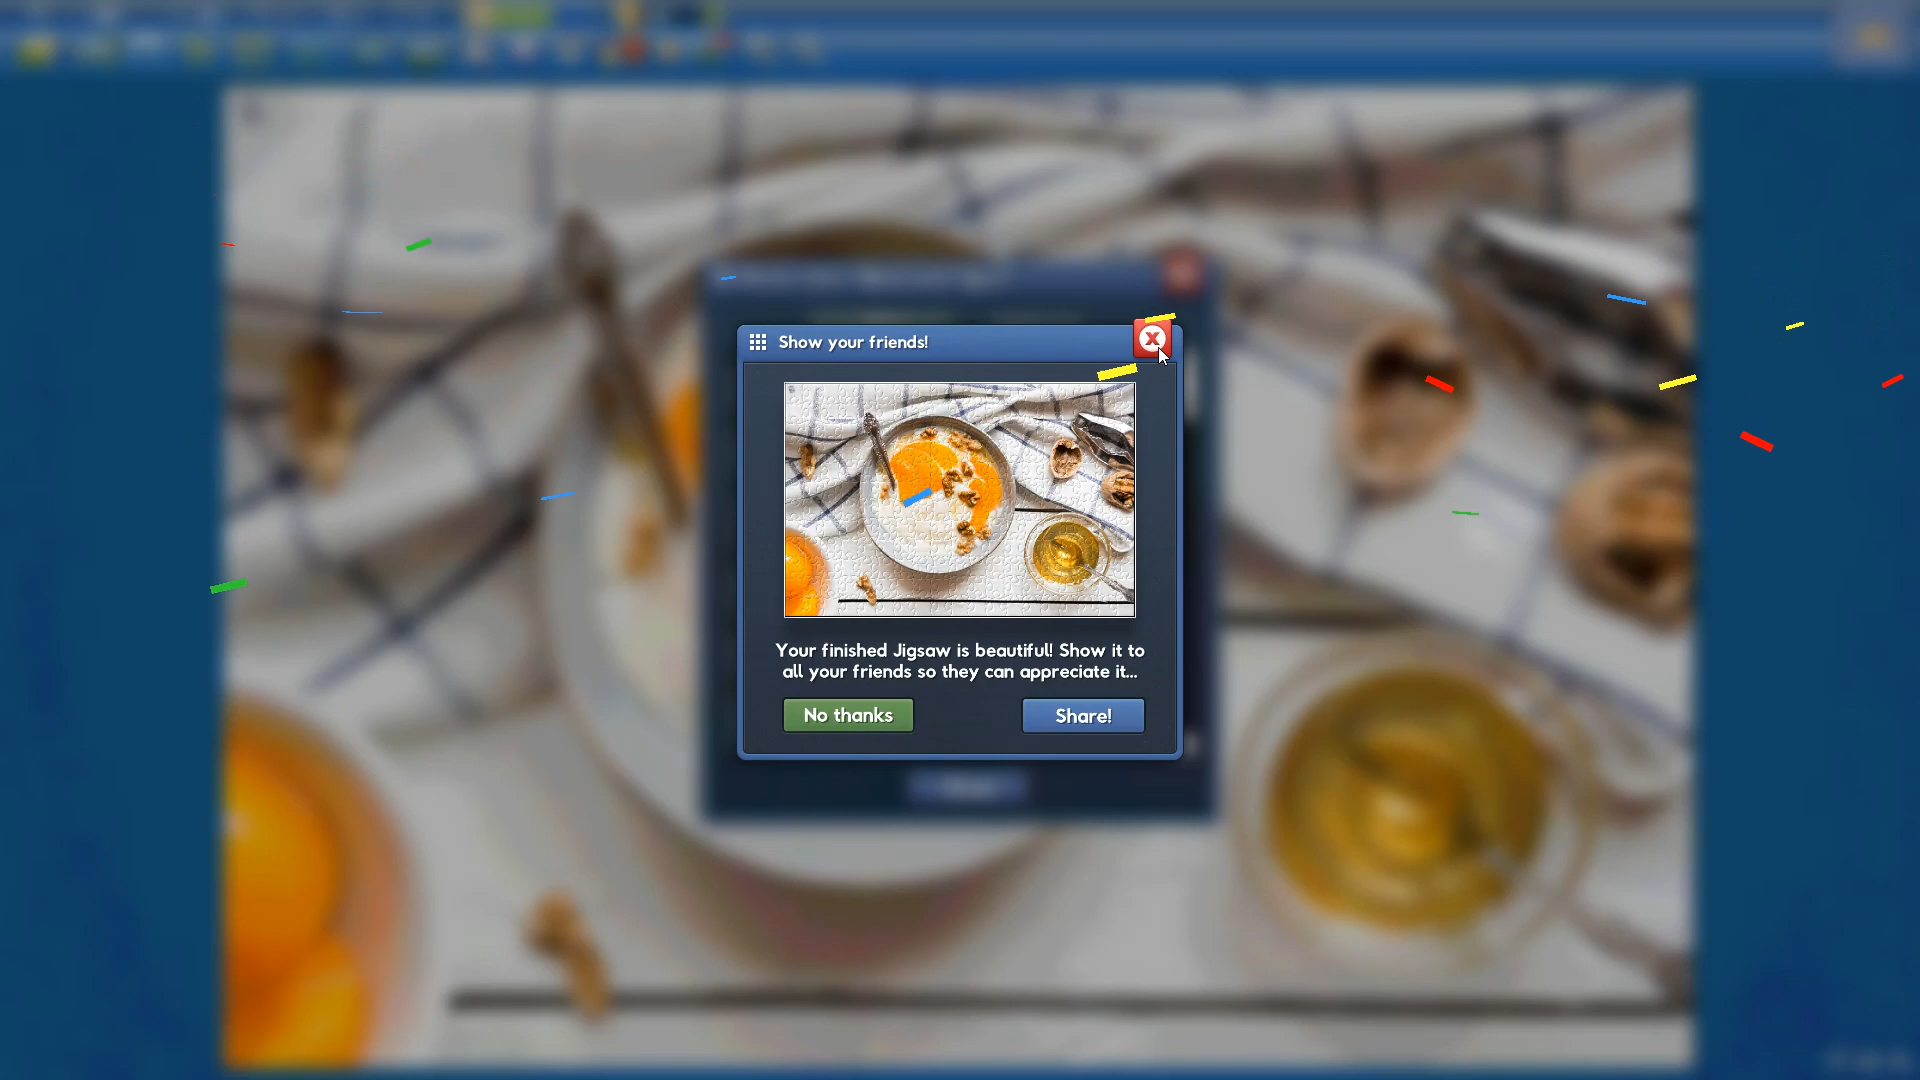 Show your friends!
Your finished Jigsaw is beautiful! Show it to
all your friends so they can appreciate it...
No thanks
Share!